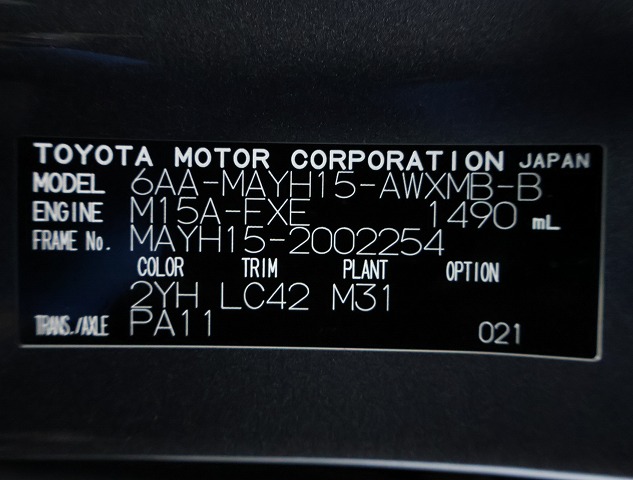 TOYOTA MOTOR CORPORATION JAPAN
MODEL 6AA-MAYH15-AWXMB-B
ENGINE M15A-FXE 1490 mL
FRAME No. MAYH15-2002254
COLOR TRIM PLANT OPTION
2YH LC42 M31
TRANS./AXLE PA11 021